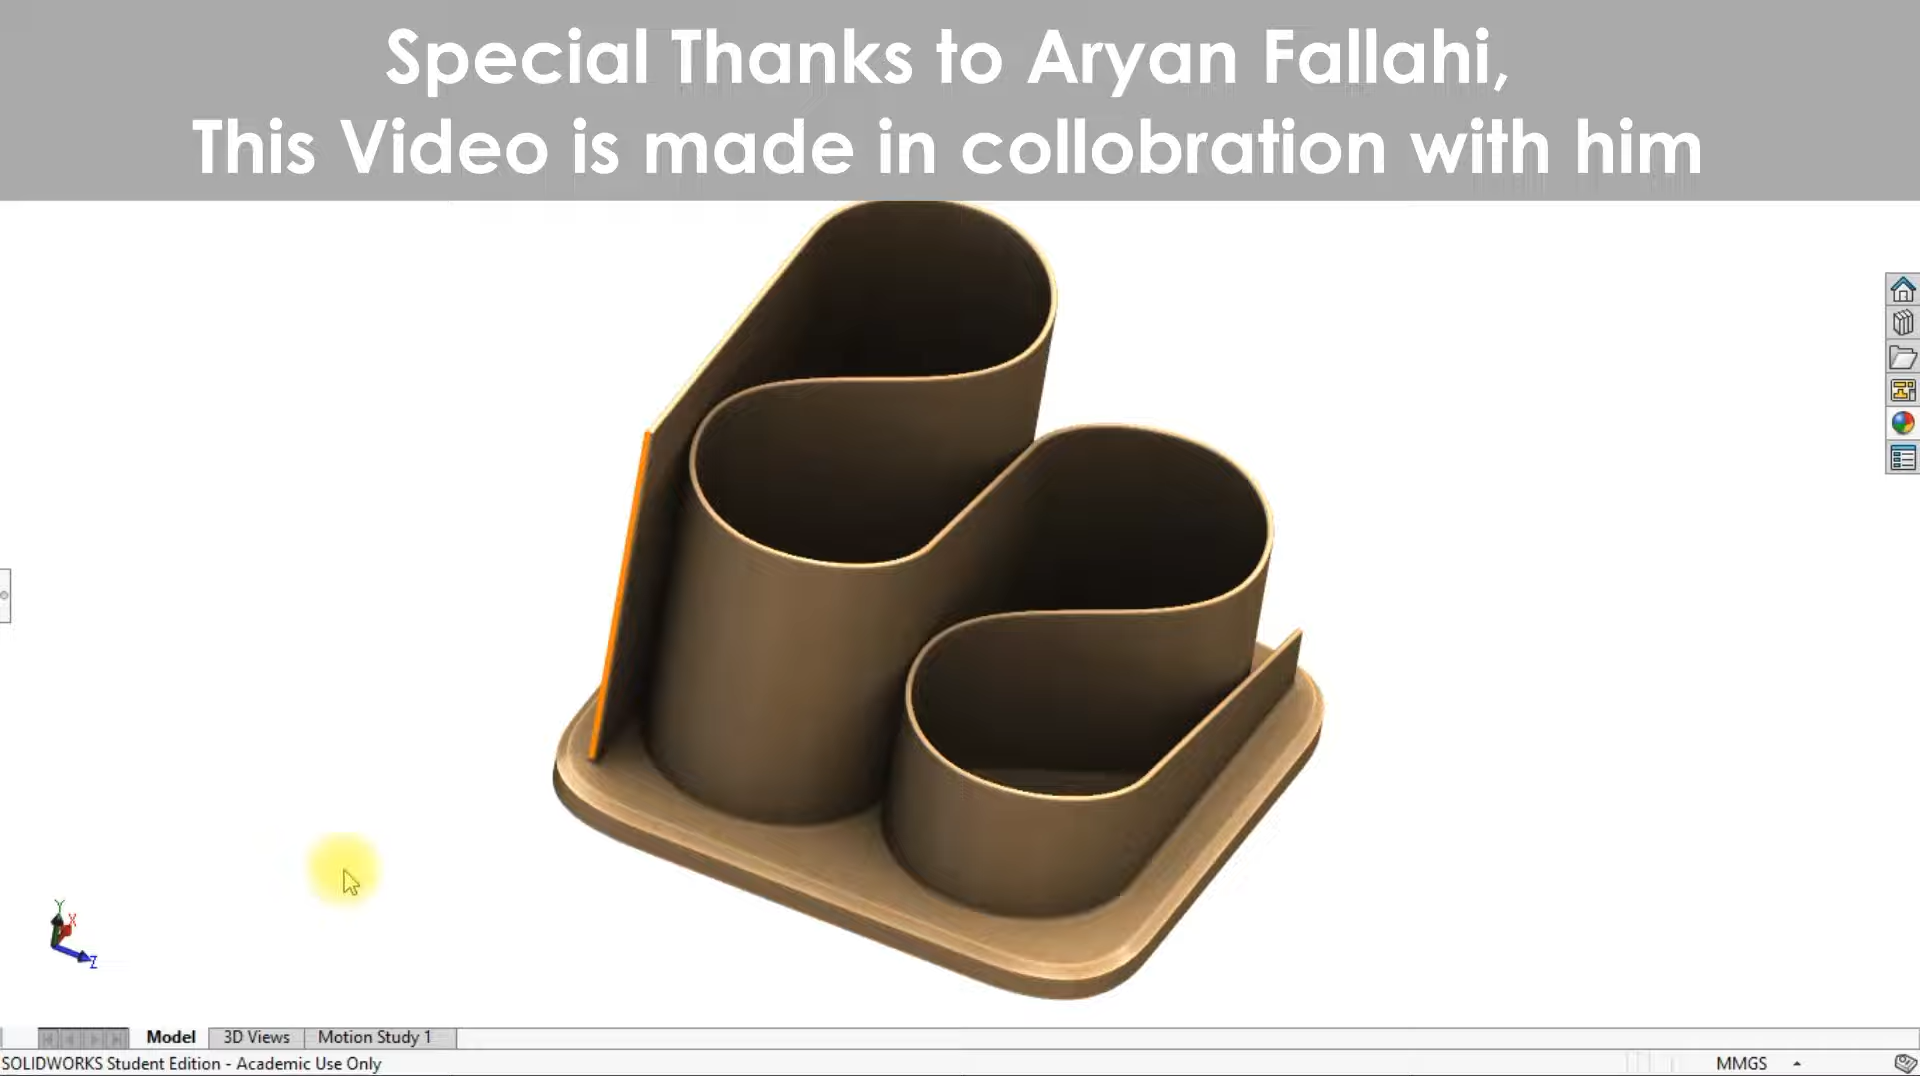 Special Thanks to Aryan Fallahi,
This Video is made in collobration with him
Y
X
Z
Model 3D Views Motion Study 1
SOLIDWORKS Student Edition - Academic Use Only
MMGS